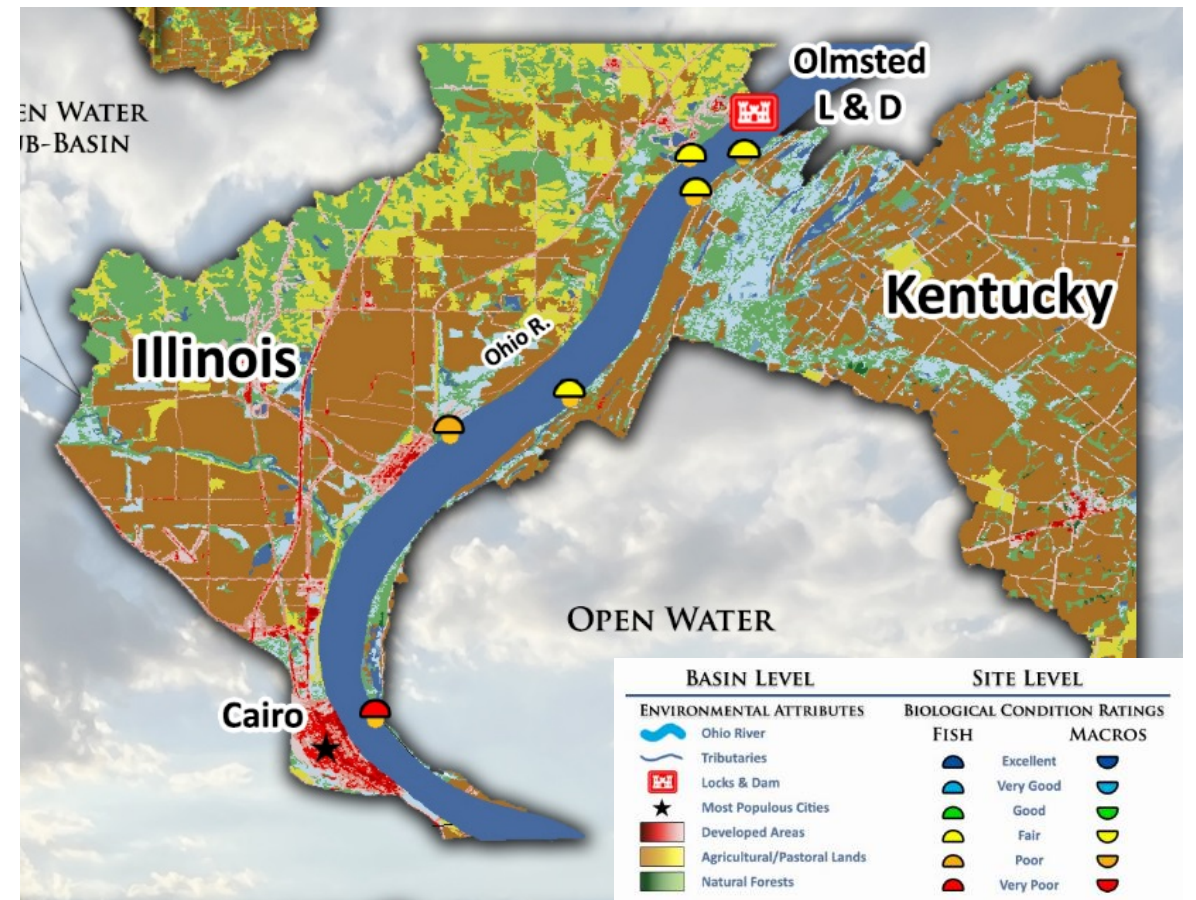 Olmsted
L & D
EN WATER
UB-BASIN
Kentucky
Illinois
Ohio R.
OPEN WATER
Cairo
BASIN LEVEL
ENVIRONMENTAL ATTRIBUTES
Ohio River
Tributaries
Locks & Dam
Most Populous Cities
Developed Areas
Agricultural/Pastoral Lands
Natural Forests
SITE LEVEL
BIOLOGICAL CONDITION RATINGS
FISH MACROS
Excellent
Very Good
Good
Fair
Poor
Very Poor